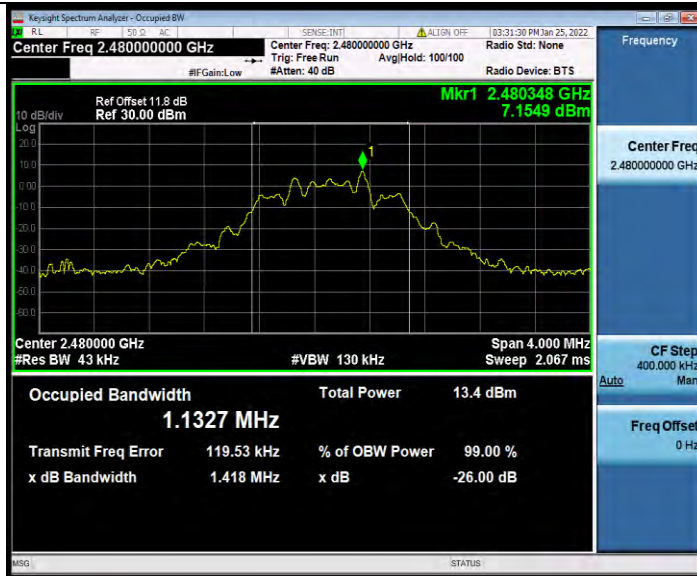 Keysight Spectrum Analyzer - Occupied BW
RL RF 50 Ω AC SENSE:INT ALIGN OFF 03:31:30 PM Jan 25, 2022
Center Freq 2.480000000 GHz
Center Freq: 2.480000000 GHz
Radio Std: None
Trig: Free Run Avg|Hold: 100/100
#IFGain:Low #Atten: 40 dB Radio Device: BTS
Ref Offset 11.8 dB
10 dB/div Ref 30.00 dBm
Mkr1 2.480348 GHz
7.1549 dBm
Log
20.0
10.0
0.00
-10.0
-20.0
-30.0
-40.0
-50.0
-60.0
1
Center 2.480000 GHz Span 4.000 MHz
#Res BW 43 kHz #VBW 130 kHz Sweep 2.067 ms
Occupied Bandwidth Total Power 13.4 dBm
1.1327 MHz
Transmit Freq Error 119.53 kHz % of OBW Power 99.00 %
x dB Bandwidth 1.418 MHz x dB -26.00 dB
MSG STATUS
Frequency
Center Freq
2.480000000 GHz
CF Step
400.000 kHz
Auto Man
Freq Offset
0 Hz